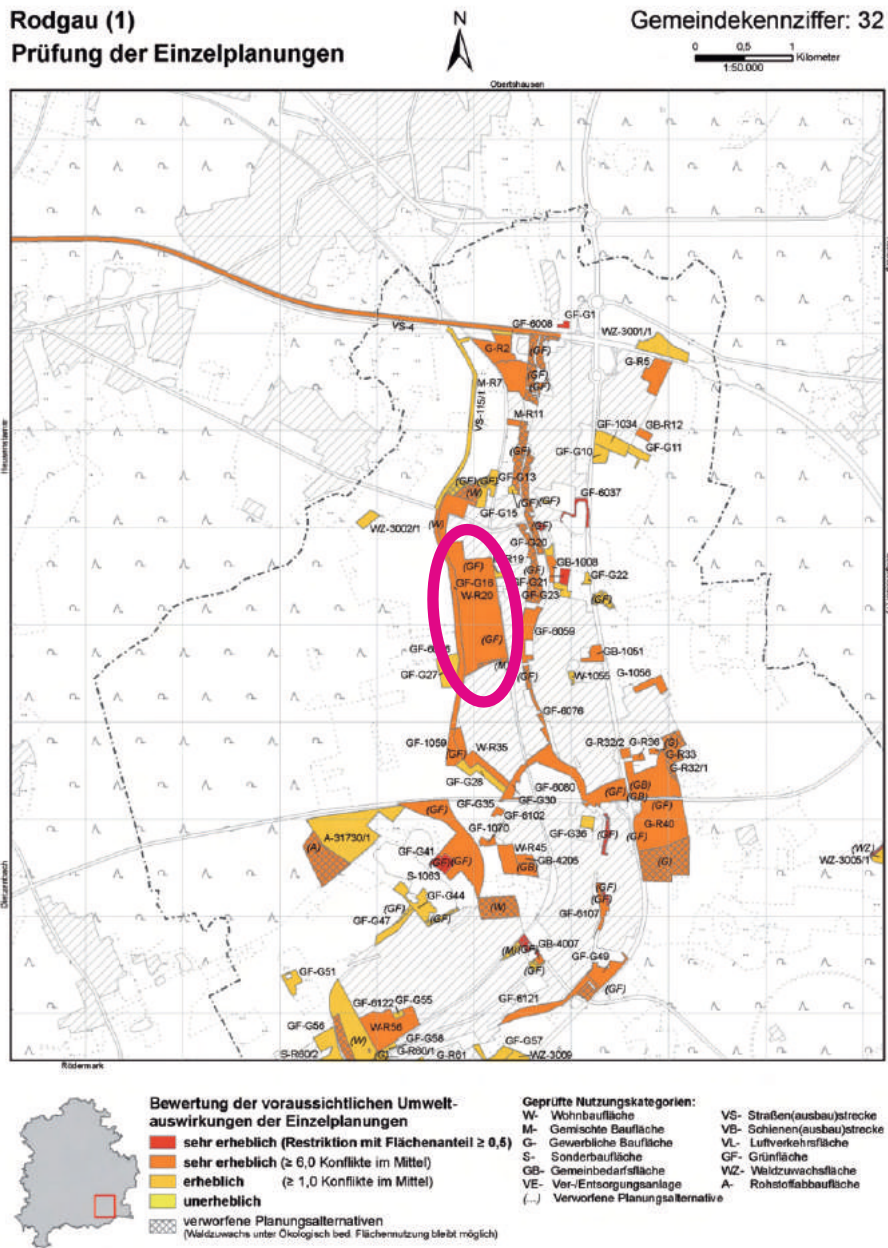 Rodgau (1)
Prüfung der Einzelplanungen
N
Gemeindekennziffer: 32
0 0,5 1 Kilometer
1:50.000
Obertshausen
VS-4
GF-6008
GF-G1
WZ-3001/1
G-R2
(GF)
G-R5
(GF)
(GF)
M-R7
VS-115/1
M-R11
GF-1034
GB-R12
(GF)
GF-G10
GF-G11
(GF)
(GF)
GF-G13
(W)
(GF)
(GF)
GF-6037
GF-G15
WZ-3002/1
(W)
(GF)
GF-G20
R19
GB-1008
(GF)
(GF)
GF-G16
GF-G21
GF-G22
W-R20
GF-G23
(GF)
(GF)
GF-6059
GF-G27
(M)
(GF)
GB-1051
W-1055
G-1056
GF-6076
GF-1059
(GF)
W-R35
G-R32/2
G-R36
(G)
G-R33
G-R32/1
GF-G28
GF-6080
(GF)
(GB)
(GB)
(GF)
GF-G35
GF-G30
(GF)
GF-6102
GF-G36
(GF)
G-R40
(GF)
A-31730/1
GF-1070
(A)
GF-G41
(GF)
(GF)
W-R45
GB-4205
(GB)
(G)
(WZ)
WZ-3005/1
S-1063
GF-G44
(GF)
(GF)
GF-G47
(W)
(GF)
(GF)
GF-6107
GB-4007
(M)
(GF)
(GF)
GF-G49
(GF)
GF-G51
GF-6122
GF-G55
GF-6121
GF-G56
W-R56
(W)
GF-G58
GF-G57
S-R60/2
(G)
G-R60/1
G-R61
WZ-3009
Heusenstamm
Dietzenbach
Rödermark
Bewertung der voraussichtlichen Umwelt-
auswirkungen der Einzelplanungen
sehr erheblich (Restriktion mit Flächenanteil ≥ 0,5)
sehr erheblich (≥ 6,0 Konflikte im Mittel)
erheblich (≥ 1,0 Konflikte im Mittel)
unerheblich
verworfene Planungsalternativen
(Waldzuwachs unter Ökologisch bed. Flächennutzung bleibt möglich)
Geprüfte Nutzungskategorien:
W- Wohnbaufläche
M- Gemischte Baufläche
G- Gewerbliche Baufläche
S- Sonderbaufläche
GB- Gemeinbedarfsfläche
VE- Ver-/Entsorgungsanlage
(...) Verworfene Planungsalternative
VS- Straßen(ausbau)strecke
VB- Schienen(ausbau)strecke
VL- Luftverkehrsfläche
GF- Grünfläche
WZ- Waldzuwachsfläche
A- Rohstoffabbaufläche